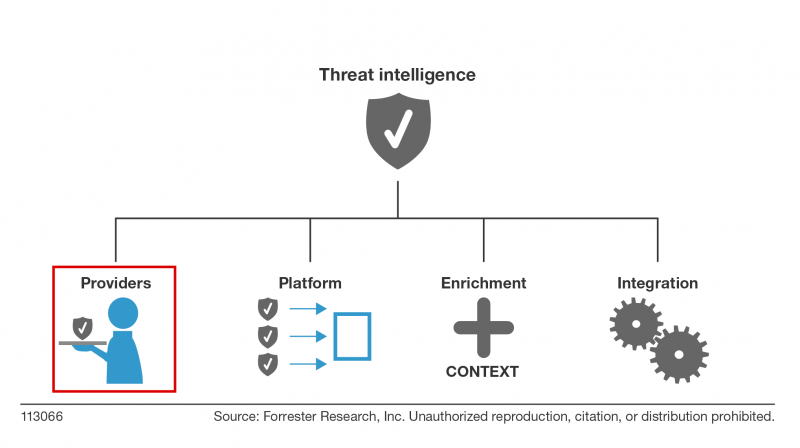 Threat intelligence
Providers
Platform
Enrichment
Integration
CONTEXT
113066
Source: Forrester Research, Inc. Unauthorized reproduction, citation, or distribution prohibited.